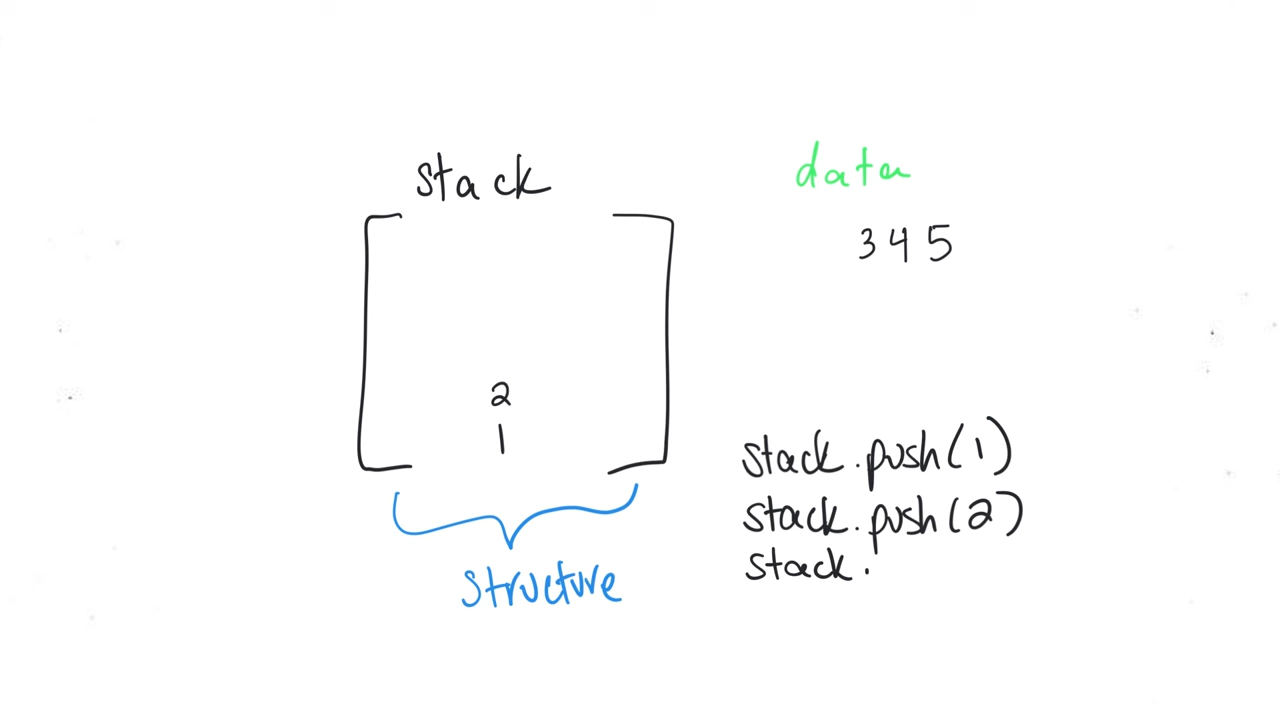 stack
data
3 4 5
2
1
stack.push(1)
stack.push(2)
stack.
structure